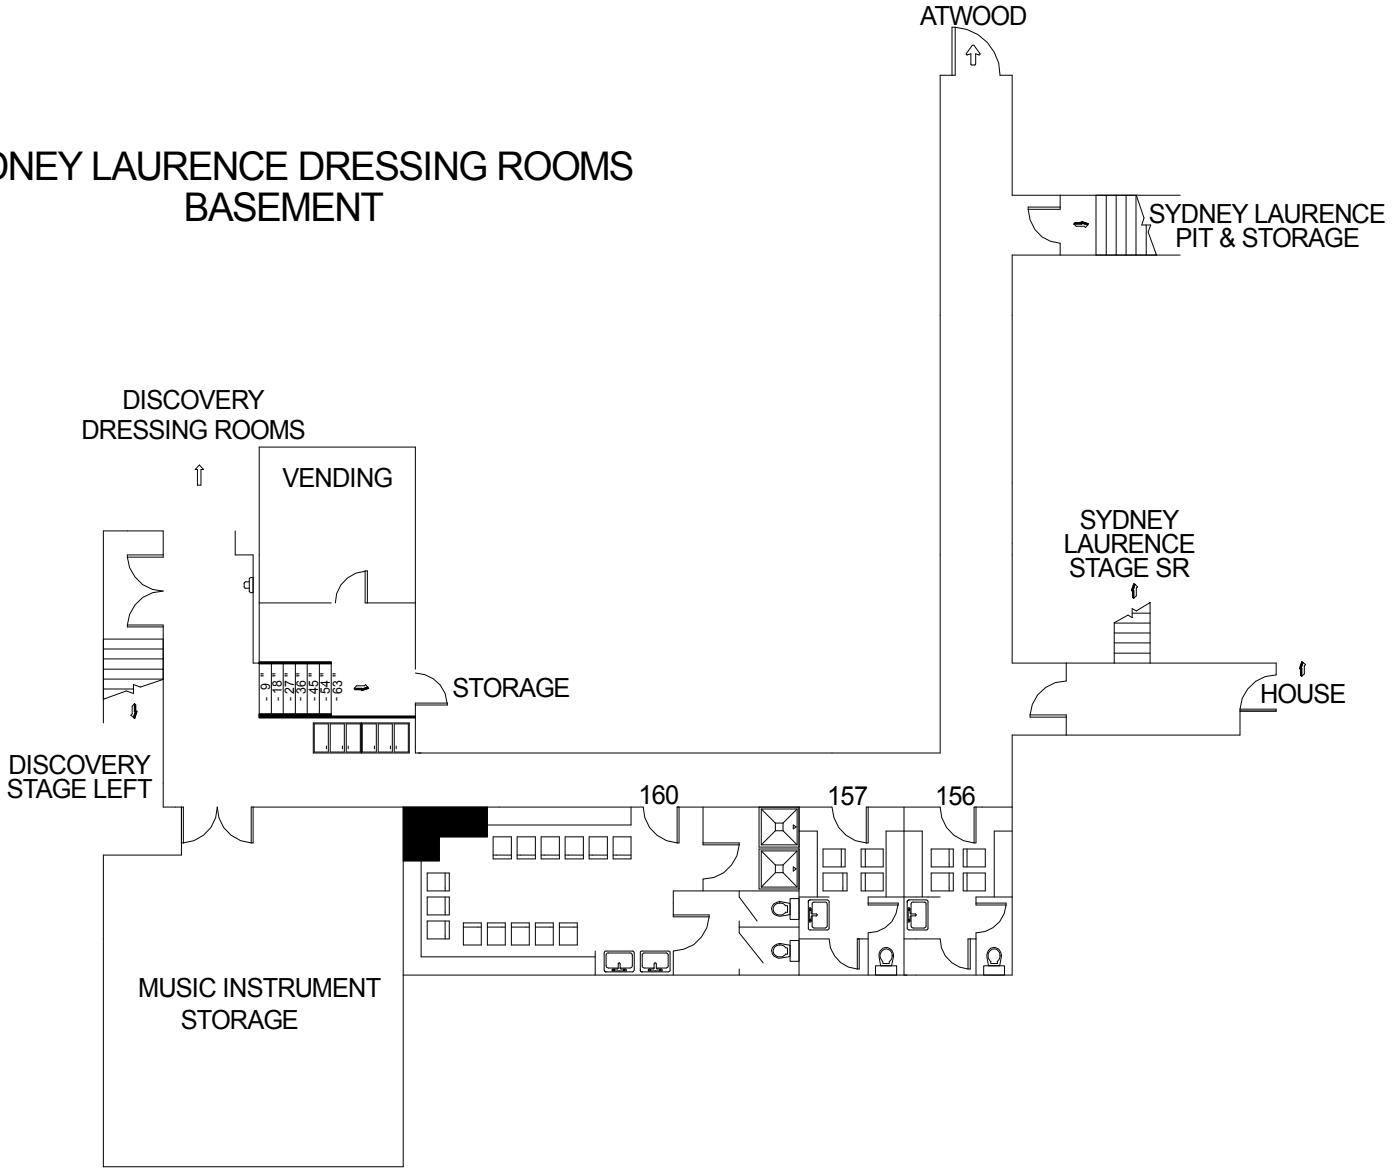 ATWOOD
DNEY LAURENCE DRESSING ROOMS
BASEMENT
SYDNEY LAURENCE
PIT & STORAGE
DISCOVERY
DRESSING ROOMS
VENDING
SYDNEY
LAURENCE
STAGE SR
- 9 "
- 18 "
- 27 "
- 36 "
- 45 "
- 54 "
- 63 "
STORAGE
HOUSE
DISCOVERY
STAGE LEFT
160
157
156
MUSIC INSTRUMENT
STORAGE